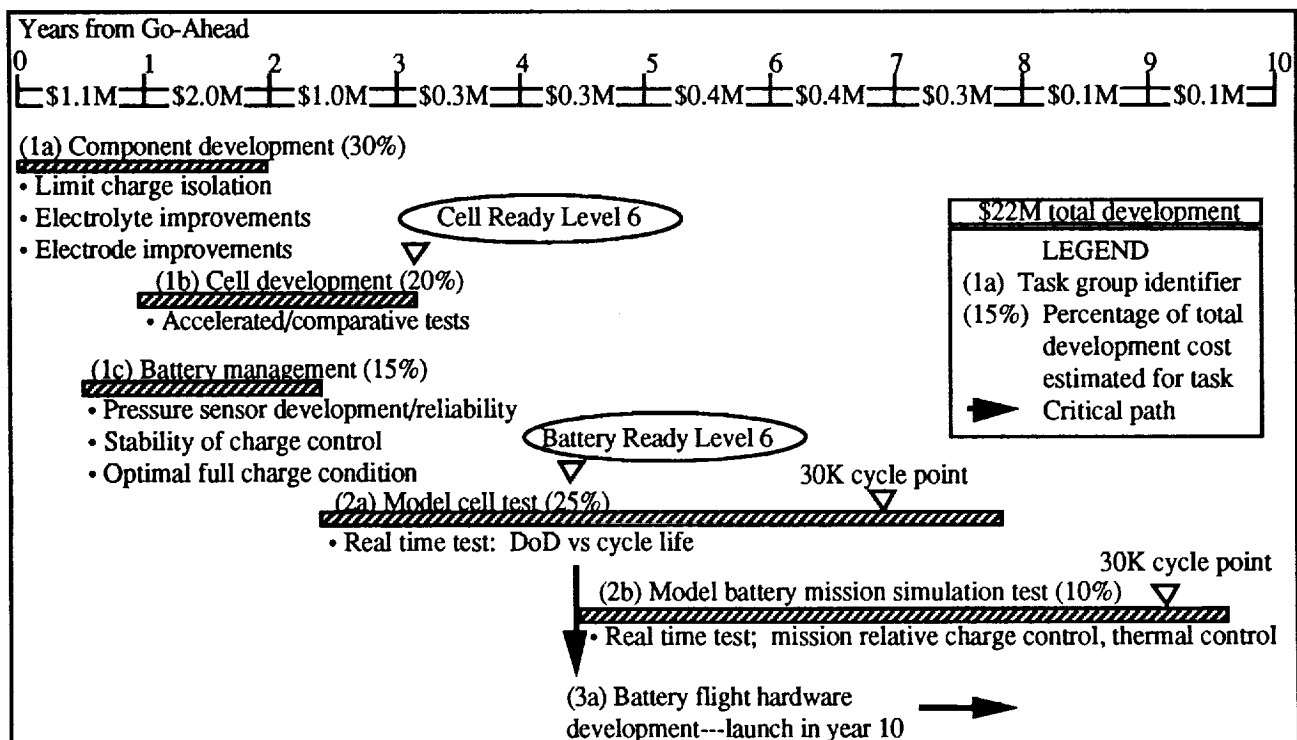 Years from Go-Ahead
0 1 2 3 4 5 6 7 8 9 10
$1.1M $2.0M $1.0M $0.3M $0.3M $0.4M $0.4M $0.3M $0.1M $0.1M
(1a) Component development (30%)
• Limit charge isolation
• Electrolyte improvements
• Electrode improvements
Cell Ready Level 6
(1b) Cell development (20%)
• Accelerated/comparative tests
$22M total development
LEGEND
(1a) Task group identifier
(15%) Percentage of total
development cost
estimated for task
Critical path
(1c) Battery management (15%)
• Pressure sensor development/reliability
• Stability of charge control
• Optimal full charge condition
Battery Ready Level 6
30K cycle point
(2a) Model cell test (25%)
• Real time test: DoD vs cycle life
30K cycle point
(2b) Model battery mission simulation test (10%)
• Real time test; mission relative charge control, thermal control
(3a) Battery flight hardware
development---launch in year 10